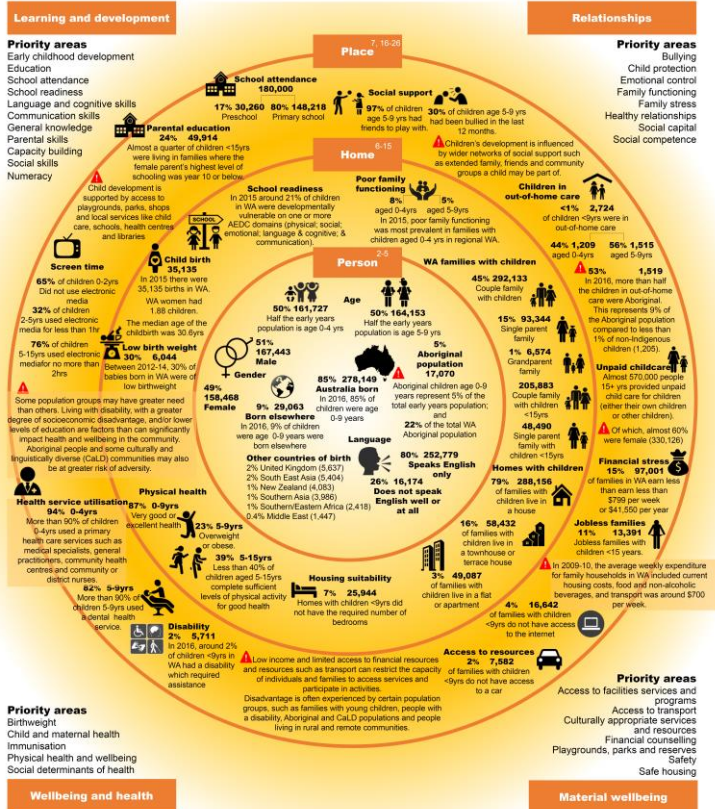 Learning and development
Priority areas
Early childhood development
Education
School attendance
School readiness
Language and cognitive skills
Communication skills
General knowledge
Parental skills
Capacity building
Social skills
Numeracy
Relationships
Priority areas
Bullying
Child protection
Emotional control
Family functioning
Family stress
Healthy relationships
Social capital
Social competence
Place 7, 16-26
School attendance
180,000
17% 30,260
Preschool
80% 148,218
Primary school
Social support
97% of children
age 5-9 yrs had
friends to play with.
30% of children age 5-9 yrs
had been bullied in the last
12 months.
Children's development is influenced
by wider networks of social support such
as extended family, friends and community
groups a child may be part of.
Parental education
24% 49,914
Almost a quarter of children <15yrs
were living in families where the
female parent's highest level of
schooling was year 10 or below.
Child development is
supported by access to
playgrounds, parks, shops
and local services like child
care, schools, health centres
and libraries
Home 6-15
School readiness
In 2015 around 21% of children
in WA were developmentally
vulnerable on one or more
AEDC domains (physical; social;
emotional; language & cognitive; &
communication).
SCHOOL
Poor family
functioning
8%
aged 0-4yrs
5%
aged 5-9yrs
In 2015, poor family functioning
was most prevalent in families with
children aged 0-4 yrs in regional WA.
Children in
out-of-home care
<1% 2,724
of children <9yrs were in
out-of-home care
44% 1,209
aged 0-4yrs
56% 1,515
aged 5-9yrs
53% 1,519
In 2016, more than half
the children in out-of-home
care were Aboriginal.
This represents 9% of
the Aboriginal population
compared to less than
1% of non-Indigenous
children (1,205).
Screen time
65% of children 0-2yrs
Did not use electronic
media
32% of children
2-5yrs used electronic
media for less than 1hr
76% of children
5-15yrs used electronic
mediafor no more than
2hrs
Child birth
35,135
In 2015 there were
35,135 births in WA.
WA women had
1.88 children.
The median age of the
childbirth was 30.6yrs
Low birth weight
30% 6,044
Between 2012-14, 30% of
babies born in WA were of
low birthweight
Person 2-5
Age
50% 161,727
Half the early years
population is age 0-4 yrs
50% 164,153
Half the early years
population is age 5-9 yrs
51%
167,443
Male
Gender
49%
158,468
Female
85% 278,149
Australia born
In 2016, 85% of
children were age
0-9 years
5%
Aboriginal
population
17,070
Aboriginal children age 0-9
years represent 5% of the
total early years population;
and
22% of the total WA
Aboriginal population
9% 29,063
Born elsewhere
In 2016, 9% of children
were age 0-9 years were
born elsewhere
Other countries of birth
2% United Kingdom (5,637)
2% South East Asia (5,404)
1% New Zealand (4,083)
1% Southern Asia (3,986)
1% Southern/Eastern Africa (2,418)
0.4% Middle East (1,447)
Language
80% 252,779
Speaks English
only
26% 16,174
Does not speak
English well or at
all
WA families with children
45% 292,133
Couple family
with children
15% 93,344
Single parent
family
1% 6,574
Grandparent
family
205,883
Couple family
with children
<15yrs
48,490
Single parent
family with
children <15yrs
Unpaid childcare
Almost 570,000 people
15+ yrs provided unpaid
child care for children
(either their own children
or other children).
Of which, almost 60%
were female (330,126)
Financial stress
15% 97,001
of families in WA earn less
than earn less than
$799 per week
or $41,550 per year
Jobless families
11% 13,391
Jobless families with
children <15 years.
In 2009-10, the average weekly expenditure
for family households in WA included current
housing costs, food and non-alcoholic
beverages, and transport was around $700
per week.
Some population groups may have greater need
than others. Living with disability, with a greater
degree of socioeconomic disadvantage, and/or lower
levels of education are factors than can significantly
impact health and wellbeing in the community.
Aboriginal people and some culturally and
linguistically diverse (CaLD) communities may also
be at greater risk of adversity.
Health service utilisation
94% 0-4yrs
More than 90% of children
0-4yrs used a primary
health care services such as
medical specialists, general
practitioners, community health
centres and community or
district nurses.
82% 5-9yrs
More than 90% of
children 5-9yrs used
a dental health
service.
Physical health
87% 0-9yrs
Very good or
excellent health
23% 5-9yrs
Overweight
or obese.
39% 5-15yrs
Less than 40% of
children aged 5-15yrs
complete sufficient
levels of physical activity
for good health
Homes with children
79% 288,156
of families with
children live in
a house
16% 58,432
of families with
children live in a
townhouse or
terrace house
3% 49,087
of families with
children live in a flat
or apartment
Housing suitability
7% 25,944
Homes with children <9yrs did
not have the required number of
bedrooms
4% 16,642
of families with children
<9yrs do not have access
to the internet
Disability
2% 5,711
In 2016, around 2%
of children <9yrs in
WA had a disability
which required
assistance
Access to resources
2% 7,582
of families with children
<9yrs do not have access
to a car
Low income and limited access to financial resources
and resources such as transport can restrict the capacity
of individuals and families to access services and
participate in activities.
Disadvantage is often experienced by certain population
groups, such as families with young children, people with
a disability, Aboriginal and CaLD populations and people
living in rural and remote communities.
Priority areas
Birthweight
Child and maternal health
Immunisation
Physical health and wellbeing
Social determinants of health
Wellbeing and health
Priority areas
Access to facilities services and
programs
Access to transport
Culturally appropriate services
and resources
Financial counselling
Playgrounds, parks and reserves
Safety
Safe housing
Material wellbeing